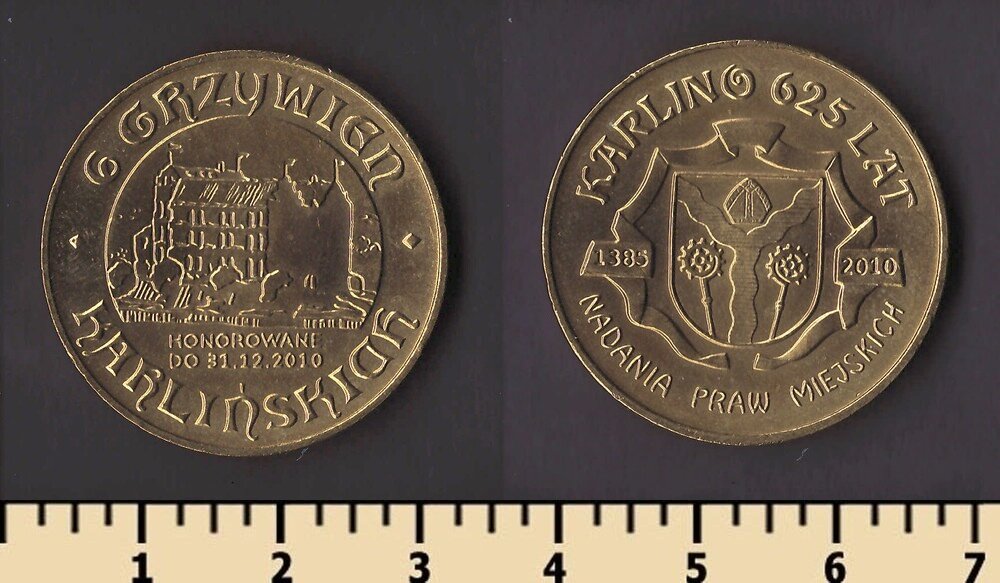 6 GRZYWIEN
KARLIŃSKICH
HONOROWANE
DO 31.12.2010
KARLINO 625 LAT
1385
2010
NADANIA PRAW MIEJSKICH
1 2 3 4 5 6 7